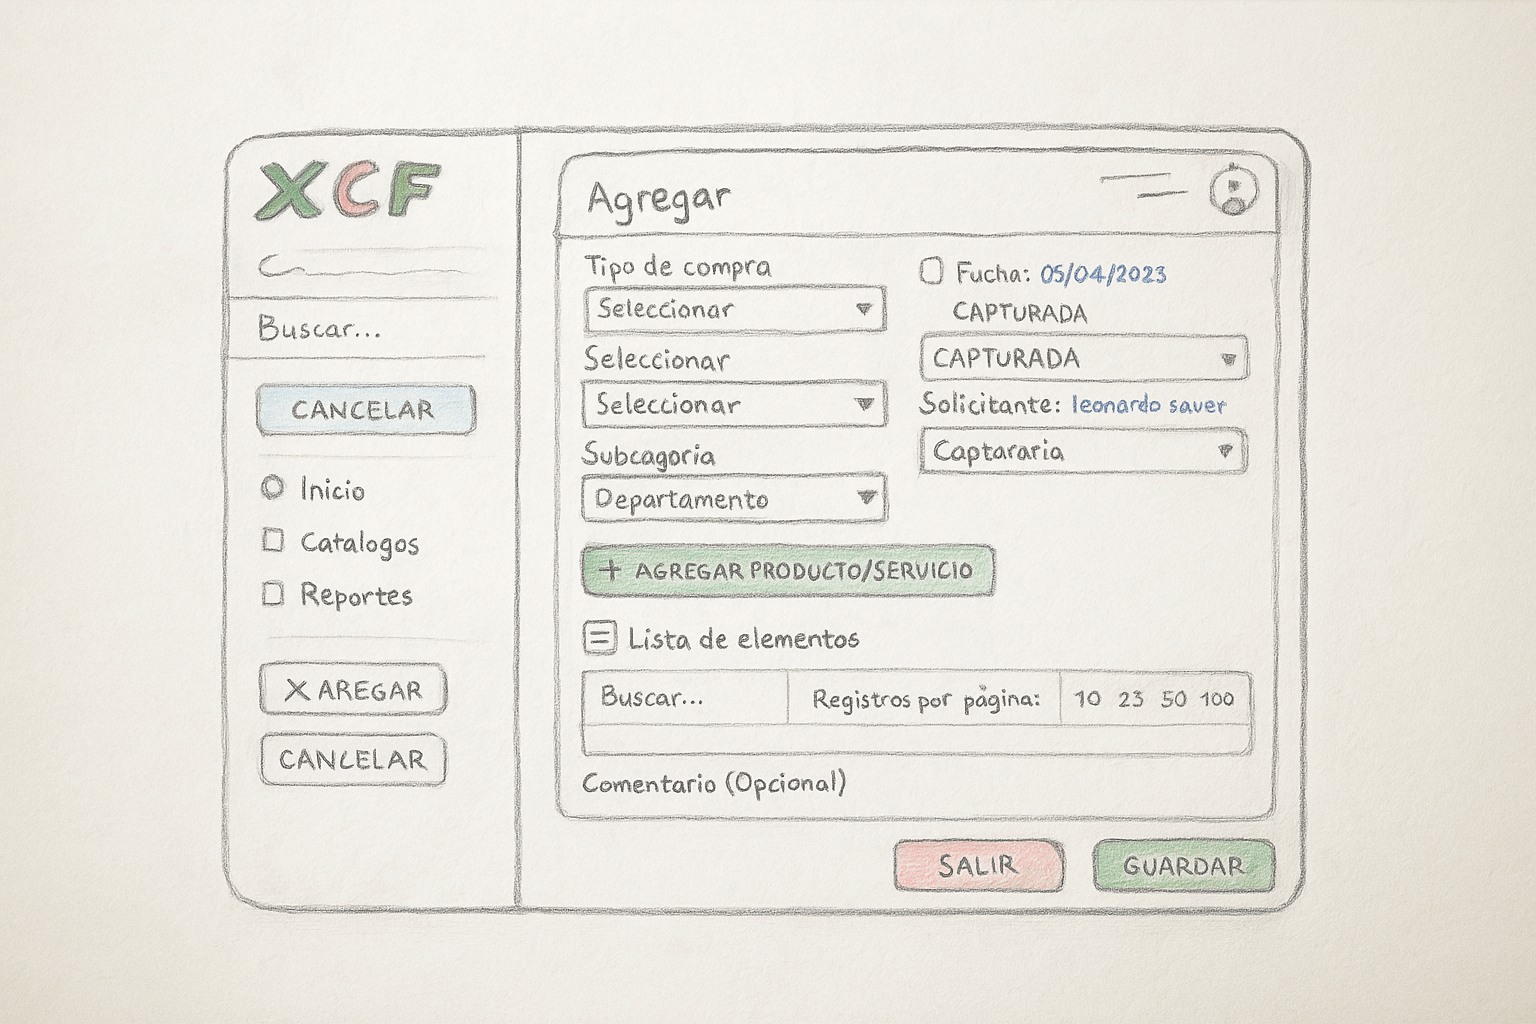 XCF
Buscar...
CANCELAR
Inicio
Catalogos
Reportes
X AREGAR
CANCELAR
Agregar
Tipo de compra
Seleccionar
Seleccionar
Seleccionar
Subcagoria
Departamento
Fucha: 05/04/2023
CAPTURADA
CAPTURADA
Solicitante: leonardo saver
Captararia
+ AGREGAR PRODUCTO/SERVICIO
Lista de elementos
Buscar... Registros por página: 10 23 50 100
Comentario (Opcional)
SALIR GUARDAR